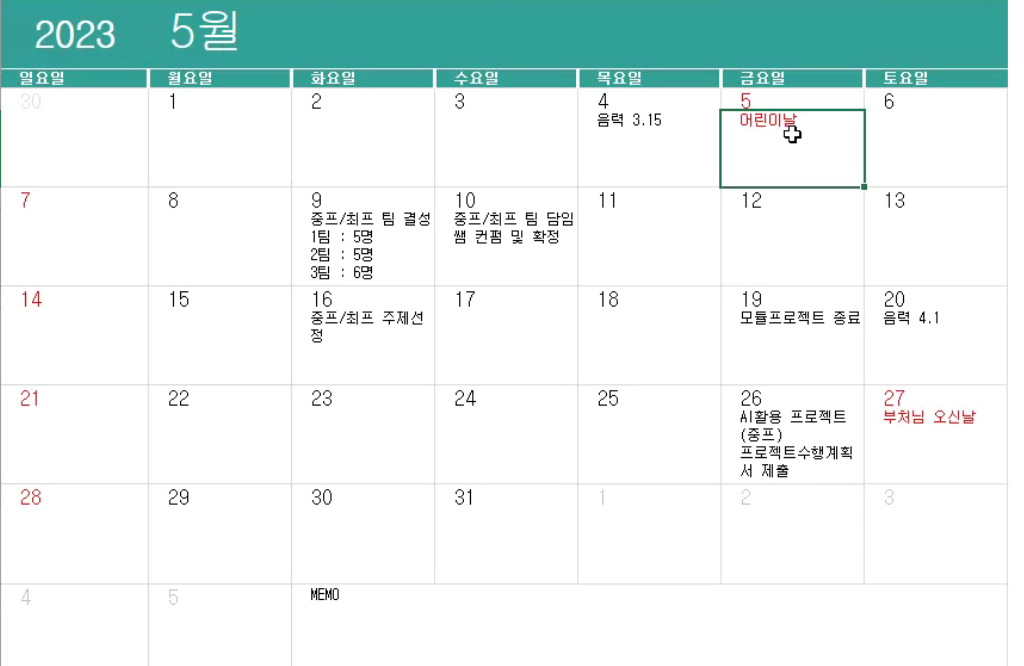 2023 5월
일요일 월요일 화요일 수요일 목요일 금요일 토요일
30 1 2 3 4 5 6
음력 3.15 어린이날
7 8 9 10 11 12 13
중프/최프 팀 결성 중프/최프 팀 담임
1팀 : 5명 쌤 컨펌 및 확정
2팀 : 5명
3팀 : 6명
14 15 16 17 18 19 20
중프/최프 주제선 모듈프로젝트 종료 음력 4.1
정
21 22 23 24 25 26 27
AI활용 프로젝트 부처님 오신날
(중프)
프로젝트수행계획
서 제출
28 29 30 31 1 2 3
4 5 MEMO